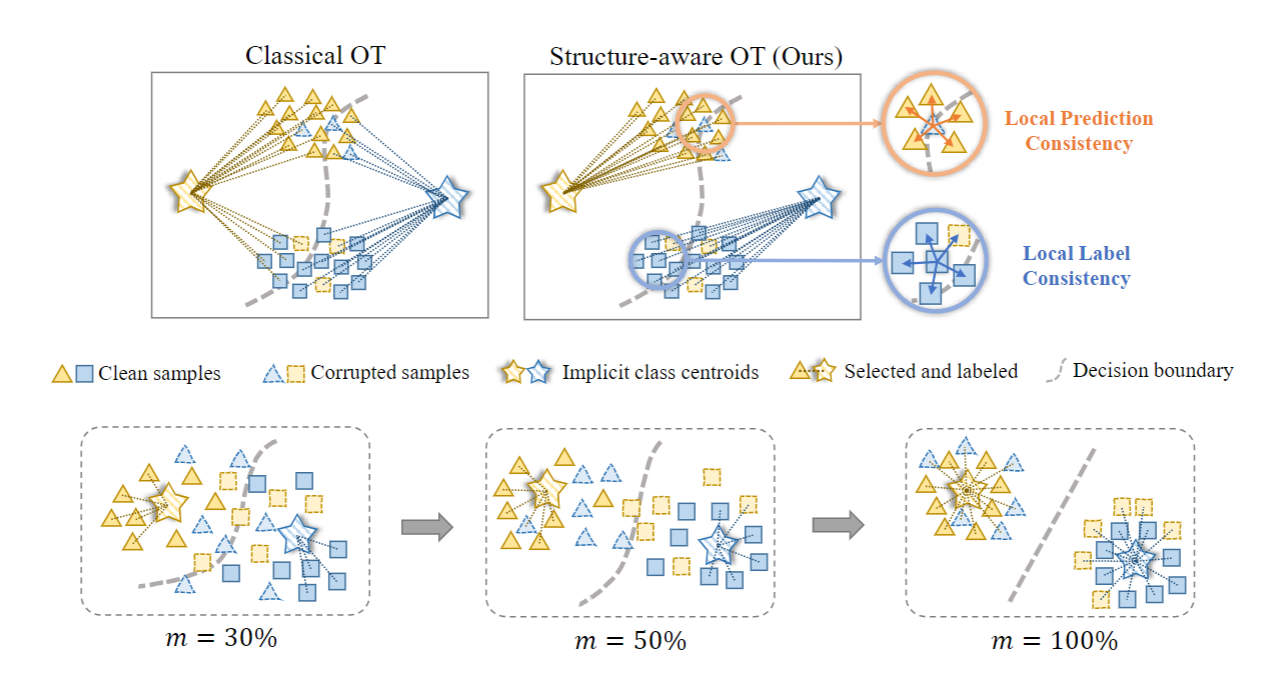 Classical OT
Structure-aware OT (Ours)
Local Prediction
Consistency
Local Label
Consistency
Clean samples
Corrupted samples
Implicit class centroids
Selected and labeled
Decision boundary
m = 30%
m = 50%
m = 100%